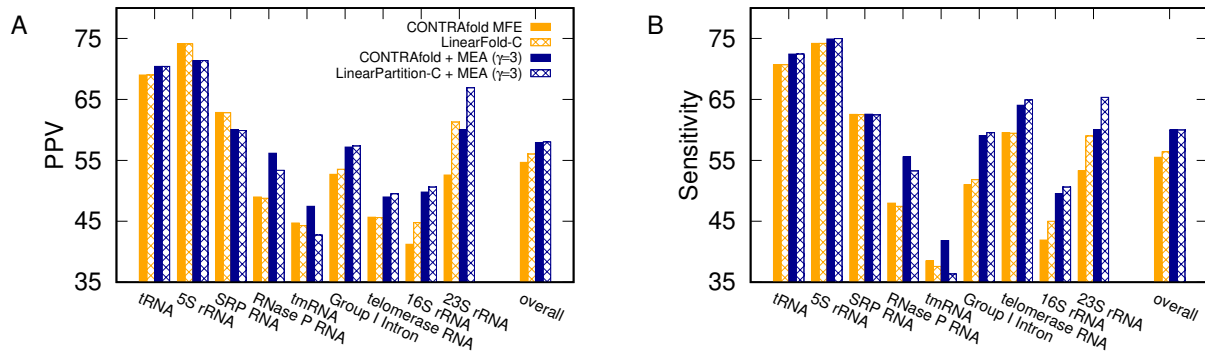 A
PPV
75
65
55
45
35
CONTRAfold MFE
LinearFold-C
CONTRAfold + MEA (γ=3)
LinearPartition-C + MEA (γ=3)
tRNA
5S rRNA
SRP RNA
RNase P RNA
tmRNA
Group I Intron
telomerase RNA
16S rRNA
23S rRNA
overall
B
Sensitivity
75
65
55
45
35
tRNA
5S rRNA
SRP RNA
RNase P RNA
tmRNA
Group I Intron
telomerase RNA
16S rRNA
23S rRNA
overall